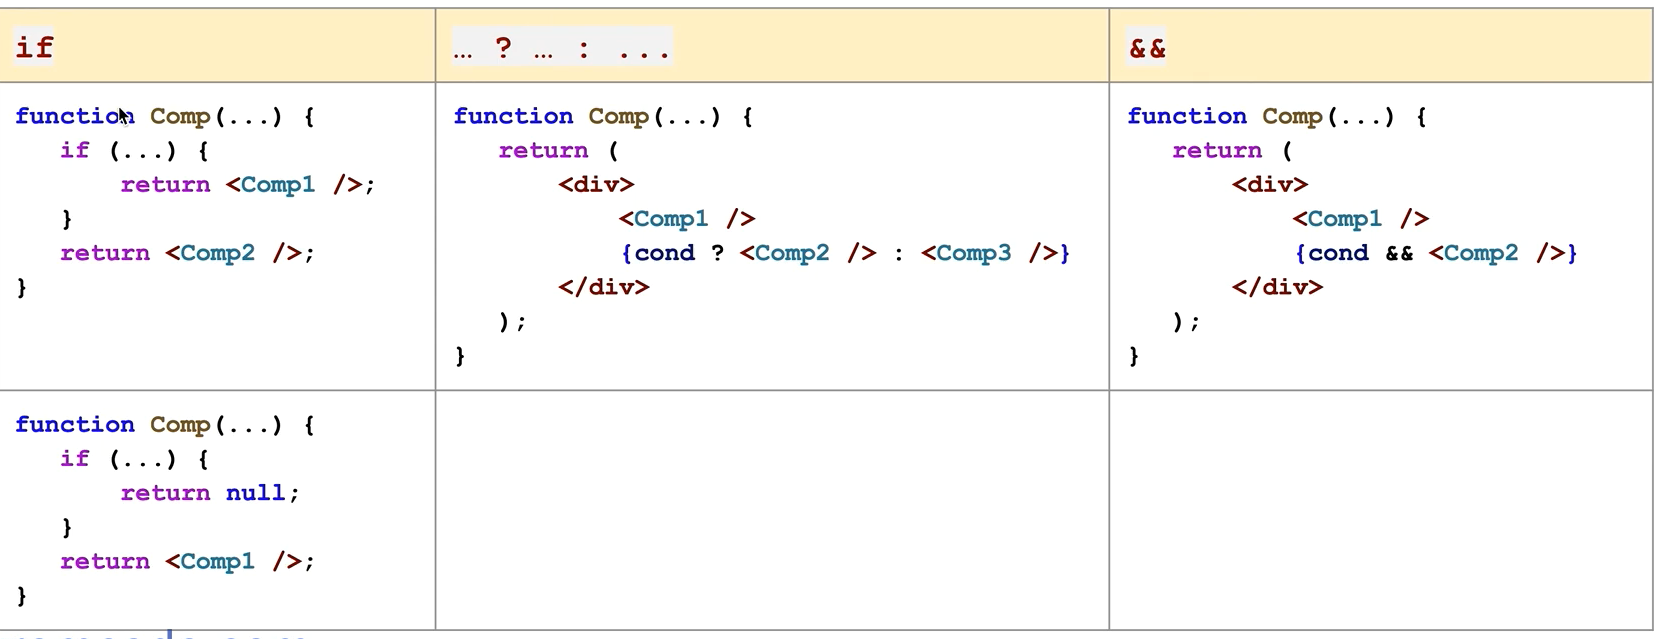 if
… ? … : ...
&&
function Comp(...) {
if (...) {
return <Comp1 />;
}
return <Comp2 />;
}
function Comp(...) {
return (
<div>
<Comp1 />
{cond ? <Comp2 /> : <Comp3 />}
</div>
);
}
function Comp(...) {
return (
<div>
<Comp1 />
{cond && <Comp2 />}
</div>
);
}
function Comp(...) {
if (...) {
return null;
}
return <Comp1 />;
}